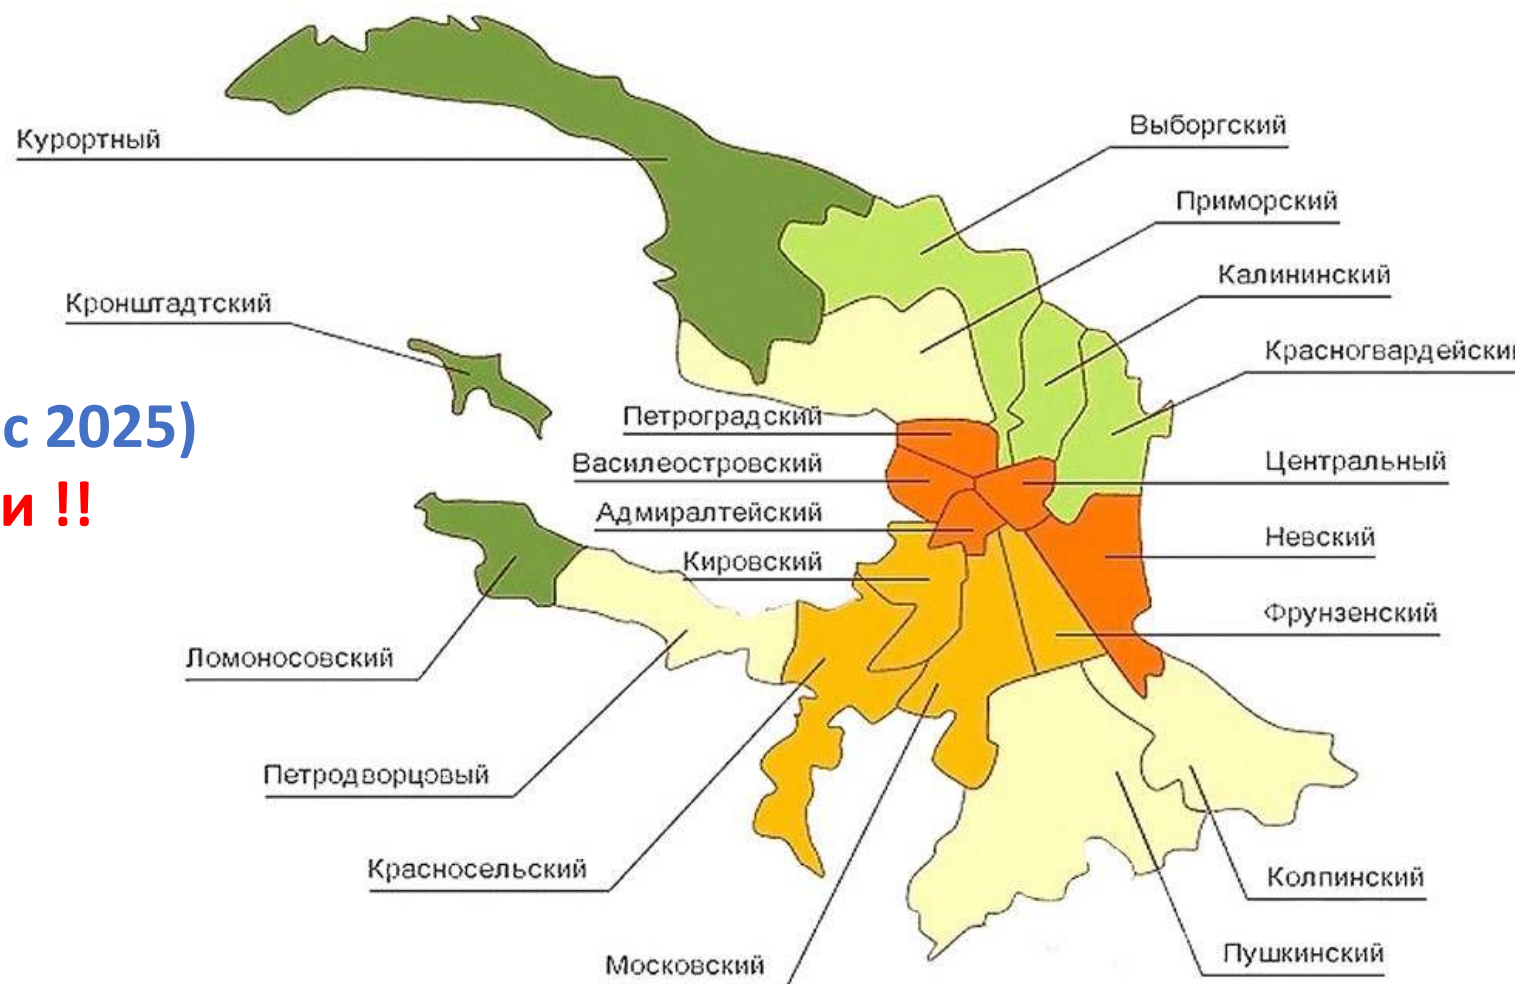 Курортный
Выборгский
Приморский
Калининский
Кронштадтский
Красногвардейски
с 2025)
Петроградский
Василеостровский
Центральный
и !!
Адмиралтейский
Невский
Кировский
Фрунзенский
Ломоносовский
Петродворцовый
Красносельский
Колпинский
Пушкинский
Московский